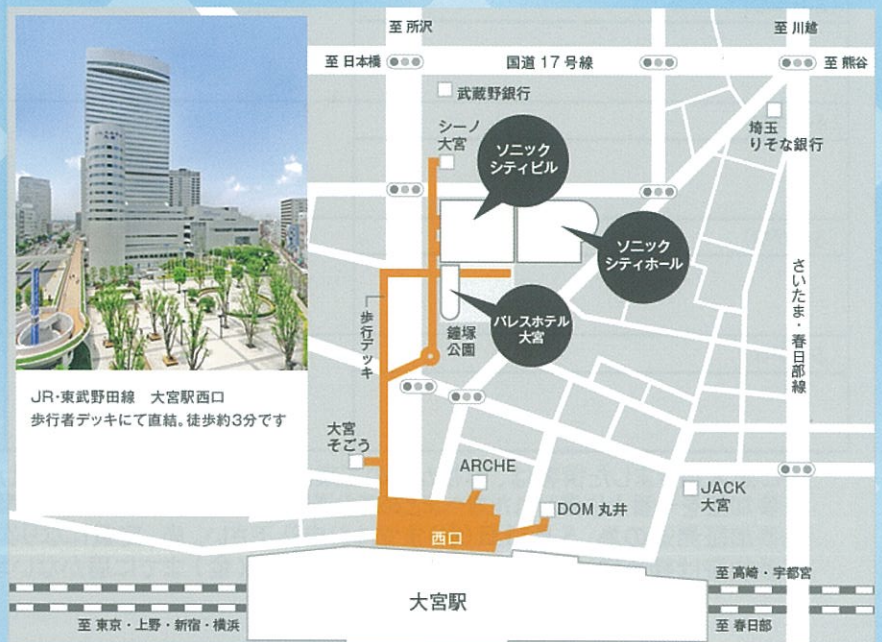 至 所沢
至 川越
至 日本橋
国道 17 号線
至 熊谷
武蔵野銀行
シーノ
大宮
ソニック
シティビル
埼玉
りそな銀行
ソニック
シティホール
さいたま・春日部線
パレスホテル
大宮
歩行デッキ
鐘塚
公園
JR・東武野田線 大宮駅西口
歩行者デッキにて直結。徒歩約3分です
大宮
そごう
ARCHE
DOM 丸井
JACK
大宮
西口
大宮駅
至 高崎・宇都宮
至 東京・上野・新宿・横浜
至 春日部